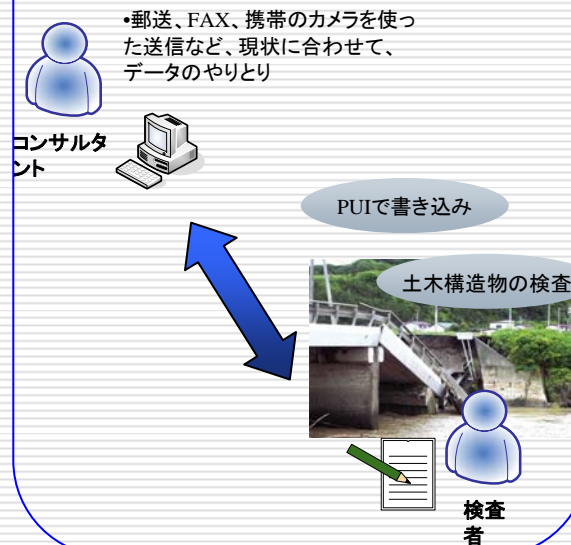 •郵送、FAX、携帯のカメラを使っ
た送信など、現状に合わせて、
データのやりとり
コンサルタ
ント
PUIで書き込み
土木構造物の検査
検査
者